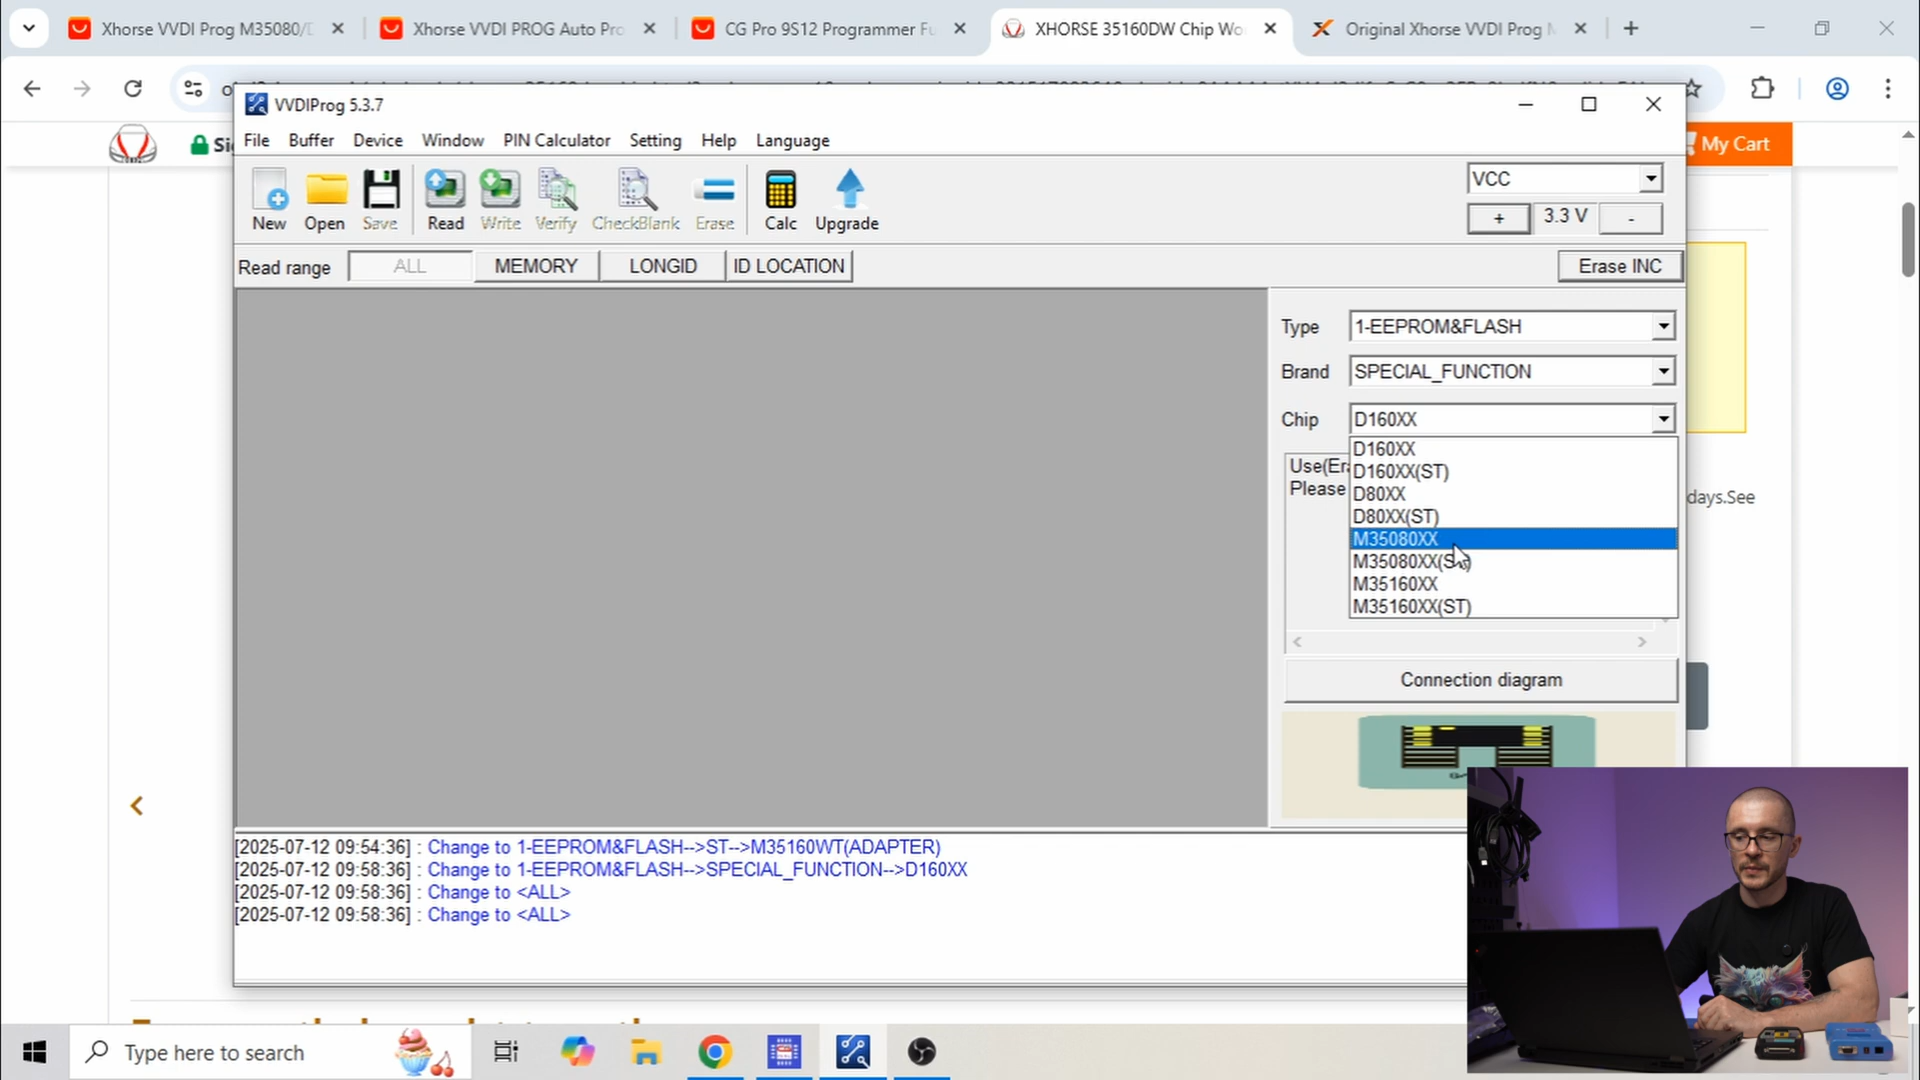 Xhorse VVDI Prog M35080/D
Xhorse VVDI PROG Auto Pro
CG Pro 9S12 Programmer Fu
XHORSE 35160DW Chip Wo
Original Xhorse VVDI Prog M
VVDIProg 5.3.7
File Buffer Device Window PIN Calculator Setting Help Language
My Cart
VCC
New Open Save Read Write Verify CheckBlank Erase Calc Upgrade
+ 3.3 V -
Read range ALL MEMORY LONGID ID LOCATION Erase INC
Type 1-EEPROM&FLASH
Brand SPECIAL_FUNCTION
Chip D160XX
D160XX
Use(Era
D160XX(ST)
Please
D80XX
days.See
D80XX(ST)
M35080XX
M35080XX(ST)
M35160XX
M35160XX(ST)
Connection diagram
[2025-07-12 09:54:36] : Change to 1-EEPROM&FLASH-->ST-->M35160WT(ADAPTER)
[2025-07-12 09:58:36] : Change to 1-EEPROM&FLASH-->SPECIAL_FUNCTION-->D160XX
[2025-07-12 09:58:36] : Change to <ALL>
[2025-07-12 09:58:36] : Change to <ALL>
Type here to search